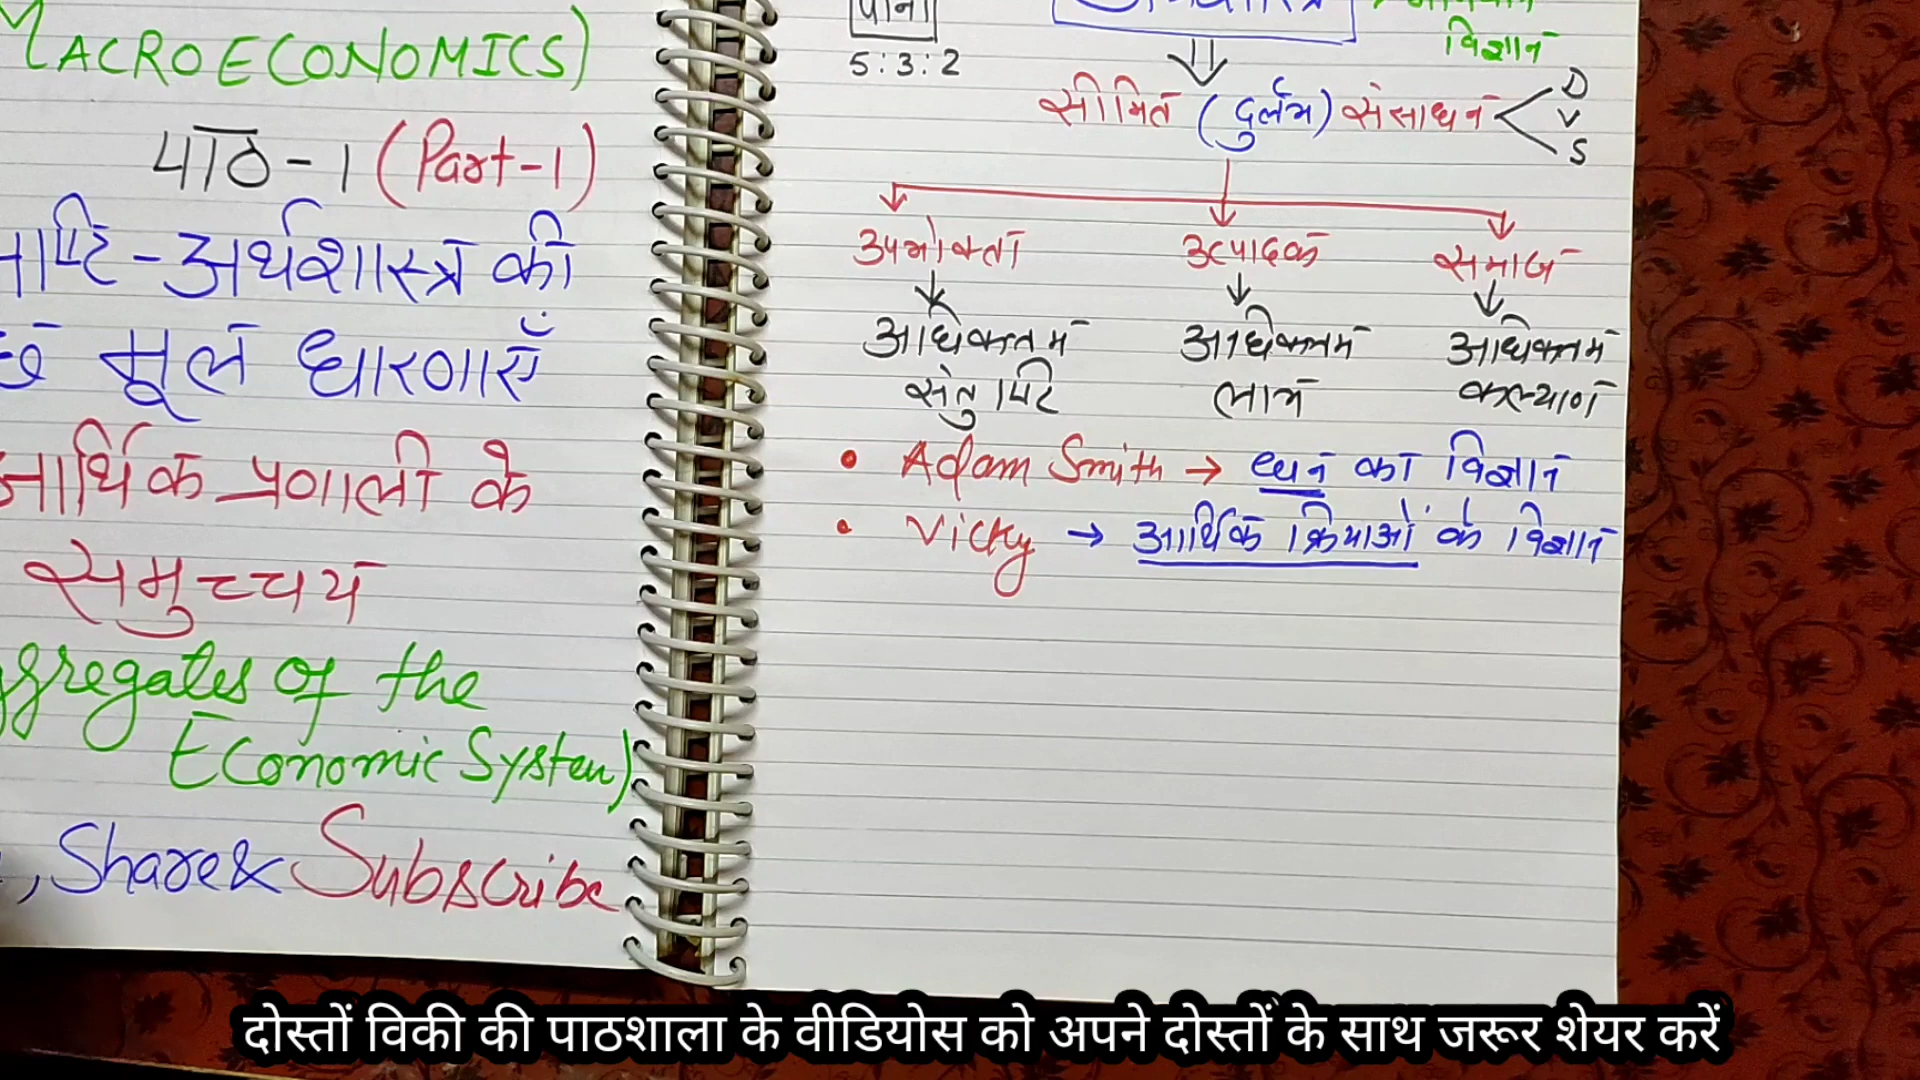 MACROECONOMICS)
पाठ-1 (Part-1)
अर्थशास्त्र की
मूल धारणाएँ
आर्थिक प्रणाली के
समुच्चय
of the
Economic System)
, Share & Subscribe
पानी
5:3:2
विज्ञान
सीमित (दुर्लभ) संसाधन
D
V
S
उपभोक्ता उत्पादक समाज
अधिकतम अधिकतम अधिकतम
संतुष्टि लाभ कल्याण
• Adam Smith → धन का विज्ञान
• Vicky → आर्थिक क्रियाओं के विज्ञान
दोस्तों विकी की पाठशाला के वीडियोस को अपने दोस्तों के साथ जरूर शेयर करें